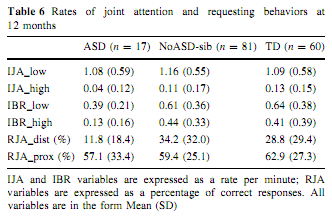 Table 6 Rates of joint attention and requesting behaviors at
12 months
ASD (n = 17) NoASD-sib (n = 81) TD (n = 60)
IJA_low 1.08 (0.59) 1.16 (0.55) 1.09 (0.58)
IJA_high 0.04 (0.12) 0.11 (0.17) 0.13 (0.15)
IBR_low 0.39 (0.21) 0.61 (0.36) 0.64 (0.38)
IBR_high 0.13 (0.16) 0.44 (0.33) 0.41 (0.39)
RJA_dist (%) 11.8 (18.4) 34.2 (32.0) 28.8 (29.4)
RJA_prox (%) 57.1 (33.4) 59.4 (25.1) 62.9 (27.3)
IJA and IBR variables are expressed as a rate per minute; RJA
variables are expressed as a percentage of correct responses. All
variables are in the form Mean (SD)